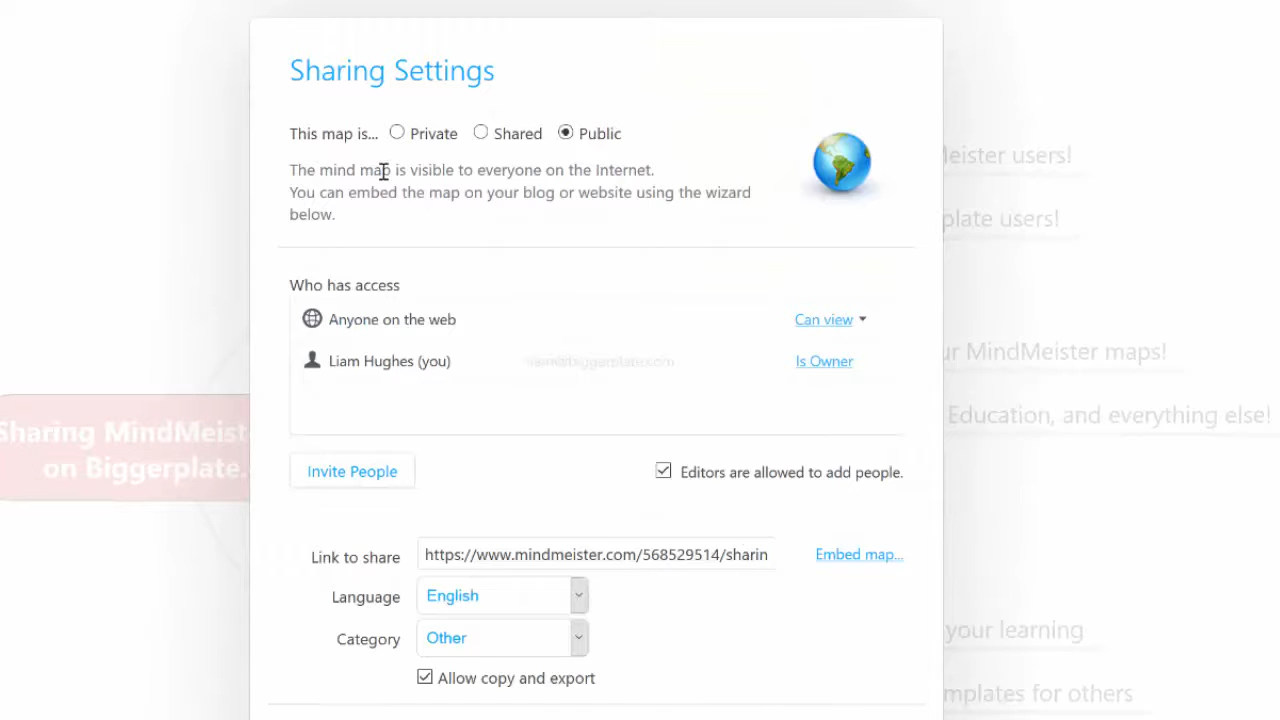 Sharing Settings
This map is... Private Shared Public
The mind map is visible to everyone on the Internet.
You can embed the map on your blog or website using the wizard
below.
Who has access
Anyone on the web Can view
Liam Hughes (you) liam@biggerplate.com Is Owner
Invite People Editors are allowed to add people.
Link to share https://www.mindmeister.com/568529514/sharin Embed map...
Language English
Category Other
Allow copy and export
Sharing MindMeist
on Biggerplate.
Meister users!
plate users!
ur MindMeister maps!
Education, and everything else!
your learning
mplates for others